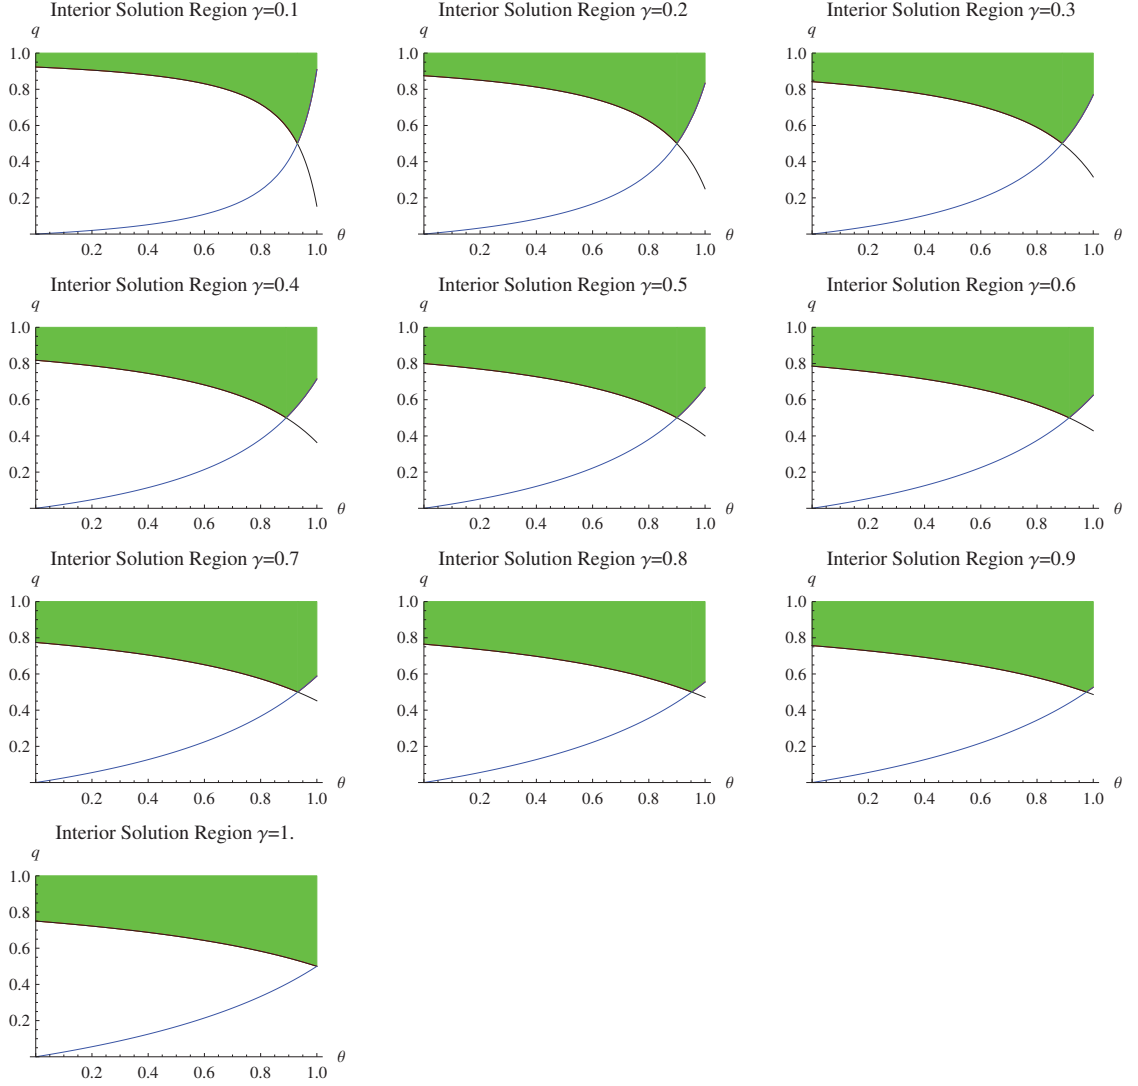 Interior Solution Region γ=0.1
q
1.0
0.8
0.6
0.4
0.2
0.2 0.4 0.6 0.8 1.0 θ
Interior Solution Region γ=0.2
q
1.0
0.8
0.6
0.4
0.2
0.2 0.4 0.6 0.8 1.0 θ
Interior Solution Region γ=0.3
q
1.0
0.8
0.6
0.4
0.2
0.2 0.4 0.6 0.8 1.0 θ
Interior Solution Region γ=0.4
q
1.0
0.8
0.6
0.4
0.2
0.2 0.4 0.6 0.8 1.0 θ
Interior Solution Region γ=0.5
q
1.0
0.8
0.6
0.4
0.2
0.2 0.4 0.6 0.8 1.0 θ
Interior Solution Region γ=0.6
q
1.0
0.8
0.6
0.4
0.2
0.2 0.4 0.6 0.8 1.0 θ
Interior Solution Region γ=0.7
q
1.0
0.8
0.6
0.4
0.2
0.2 0.4 0.6 0.8 1.0 θ
Interior Solution Region γ=0.8
q
1.0
0.8
0.6
0.4
0.2
0.2 0.4 0.6 0.8 1.0 θ
Interior Solution Region γ=0.9
q
1.0
0.8
0.6
0.4
0.2
0.2 0.4 0.6 0.8 1.0 θ
Interior Solution Region γ=1.
q
1.0
0.8
0.6
0.4
0.2
0.2 0.4 0.6 0.8 1.0 θ